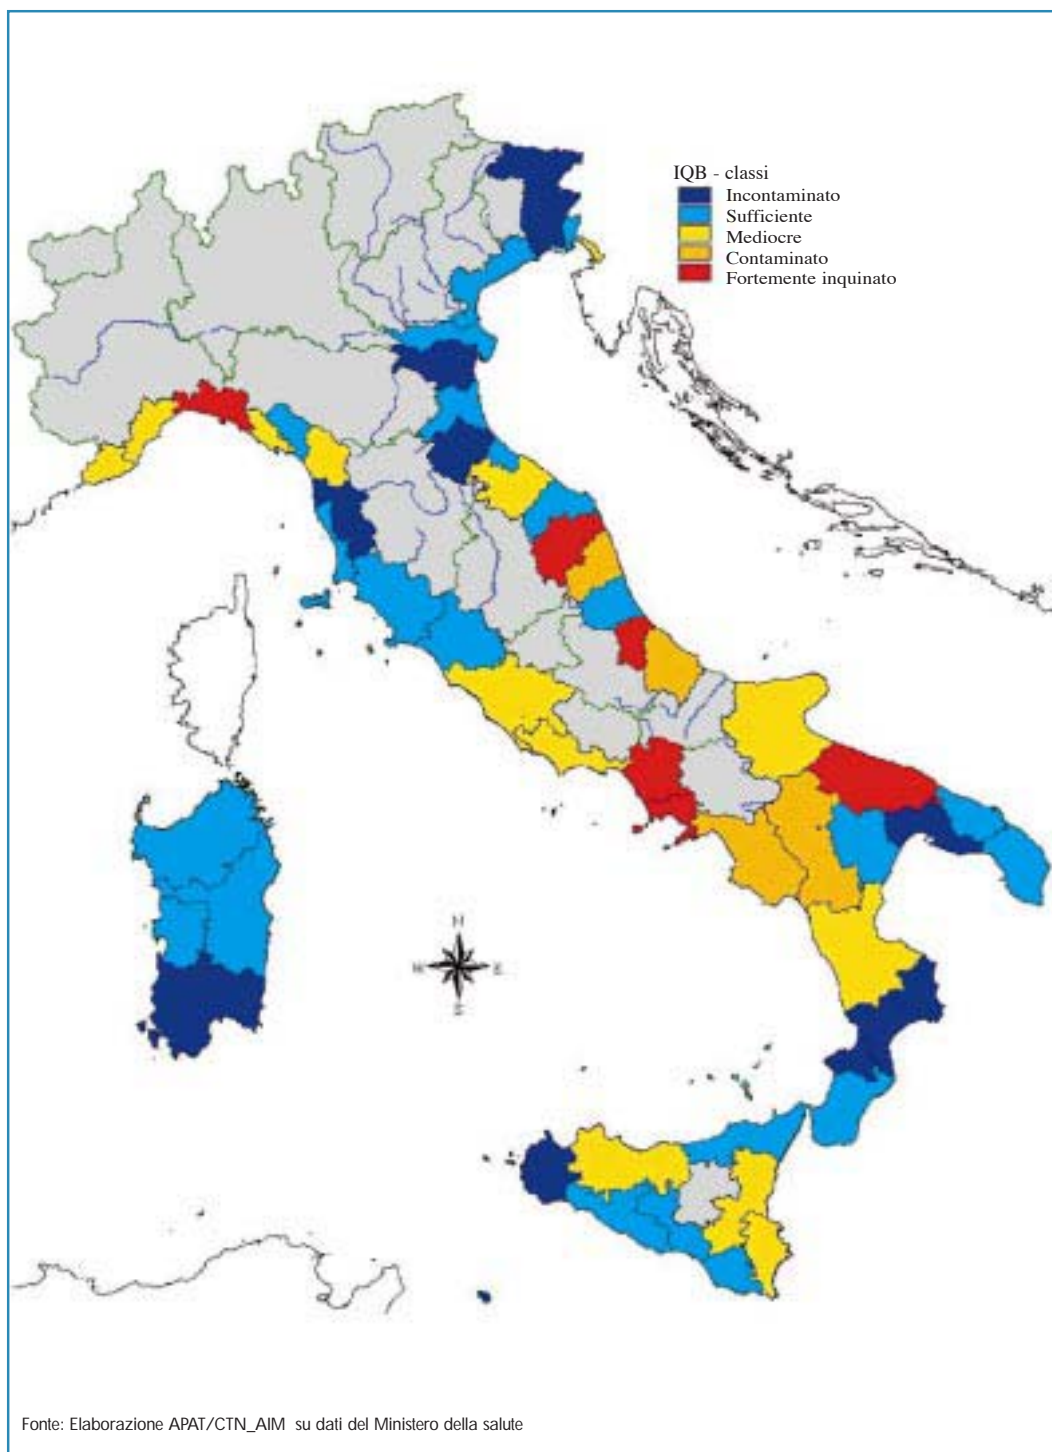 IQB - classi
Incontaminato
Sufficiente
Mediocre
Contaminato
Fortemente inquinato
N
W
E
S
Fonte: Elaborazione APAT/CTN_AIM su dati del Ministero della salute